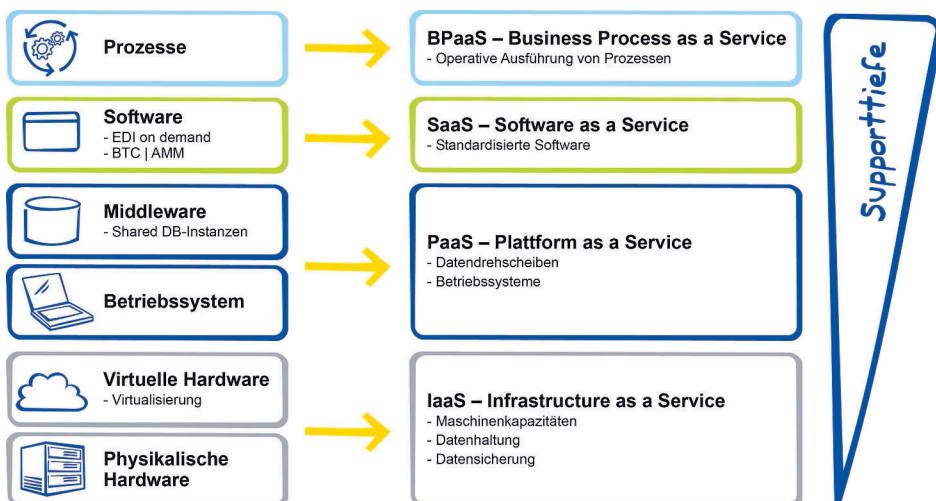 Prozesse
BPaaS – Business Process as a Service
- Operative Ausführung von Prozessen
Software
- EDI on demand
- BTC | AMM
SaaS – Software as a Service
- Standardisierte Software
Middleware
- Shared DB-Instanzen
Betriebssystem
PaaS – Plattform as a Service
- Datendrehscheiben
- Betriebssysteme
Virtuelle Hardware
- Virtualisierung
Physikalische
Hardware
IaaS – Infrastructure as a Service
- Maschinenkapazitäten
- Datenhaltung
- Datensicherung
Supporttiefe